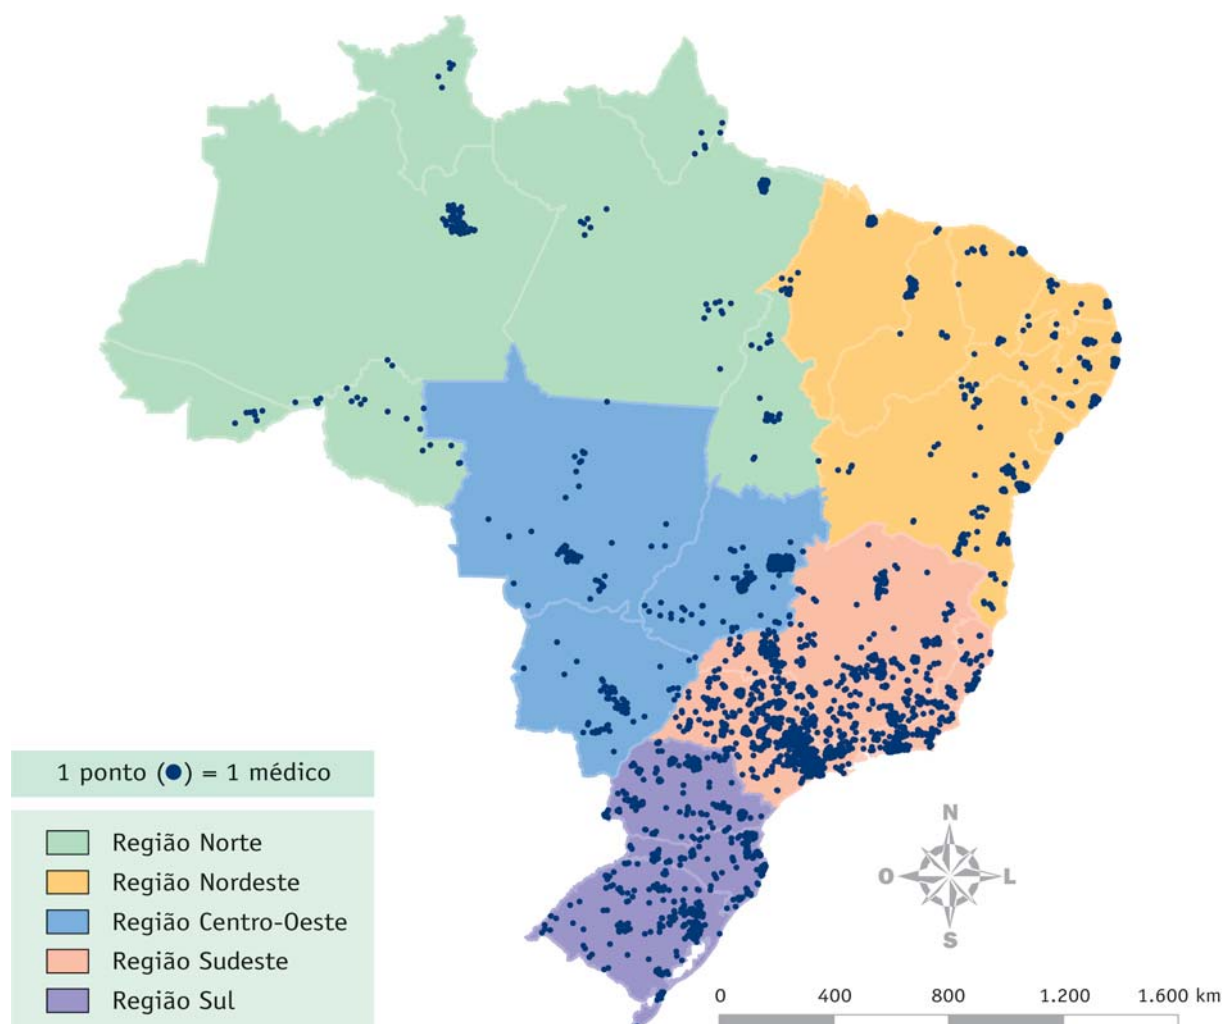 1 ponto (●) = 1 médico
Região Norte
Região Nordeste
Região Centro-Oeste
Região Sudeste
Região Sul
N
O
L
S
0 400 800 1.200 1.600 km